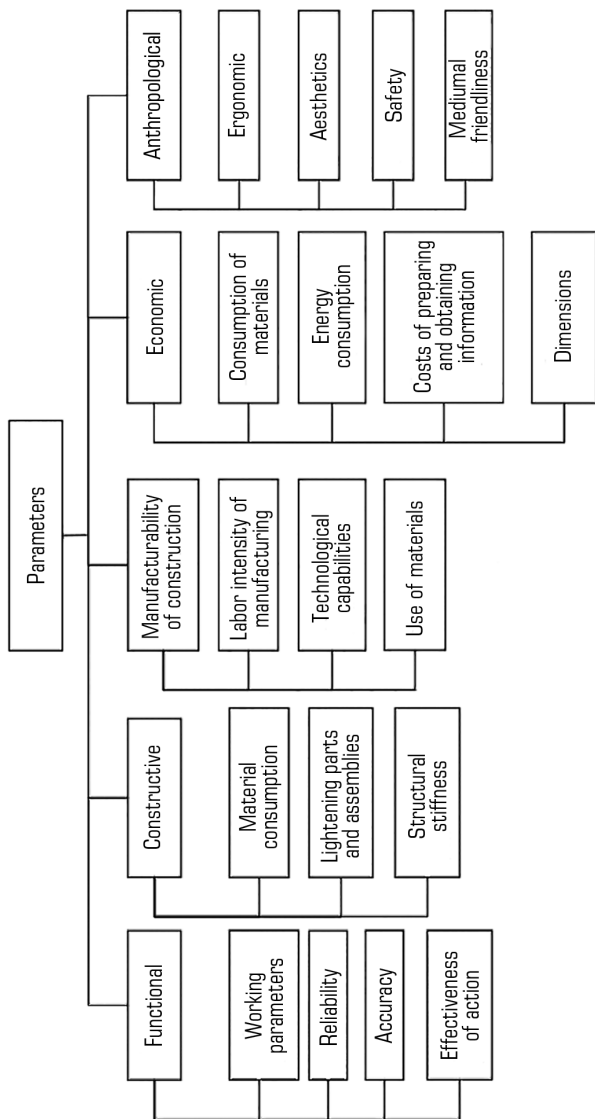 Parameters
Functional
Working
parameters
Reliability
Accuracy
Effectiveness
of action
Constructive
Material
consumption
Lightening parts
and assemblies
Structural
stiffness
Manufacturability
of construction
Labor intensity of
manufacturing
Technological
capabilities
Use of materials
Economic
Consumption of
materials
Energy
consumption
Costs of preparing
and obtaining
information
Dimensions
Anthropological
Ergonomic
Aesthetics
Safety
Mediumal
friendliness